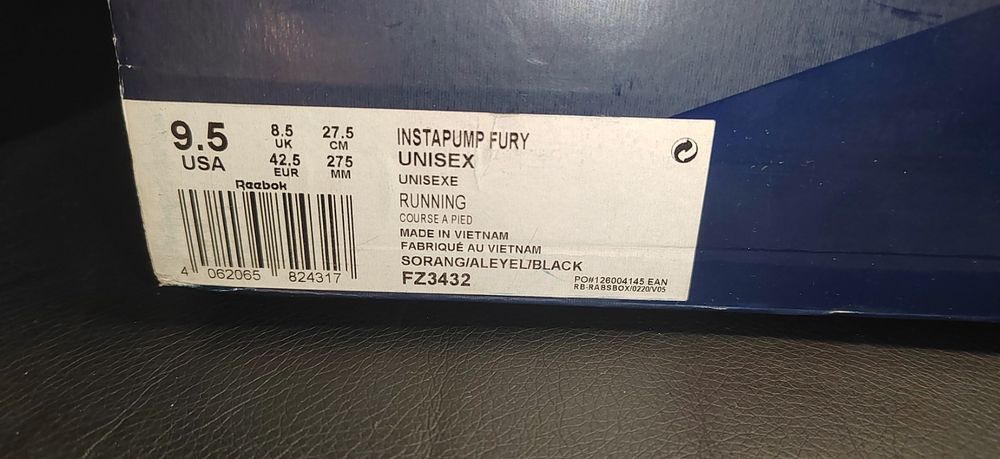 9.5
USA
8.5
UK
27.5
CM
42.5
EUR
275
MM
Reebok
4 062065 824317
INSTAPUMP FURY
UNISEX
UNISEXE
RUNNING
COURSE A PIED
MADE IN VIETNAM
FABRIQUÉ AU VIETNAM
SORANG/ALEYEL/BLACK
FZ3432
PO#126004145 EAN
RB-RABSBOX/0220/V05